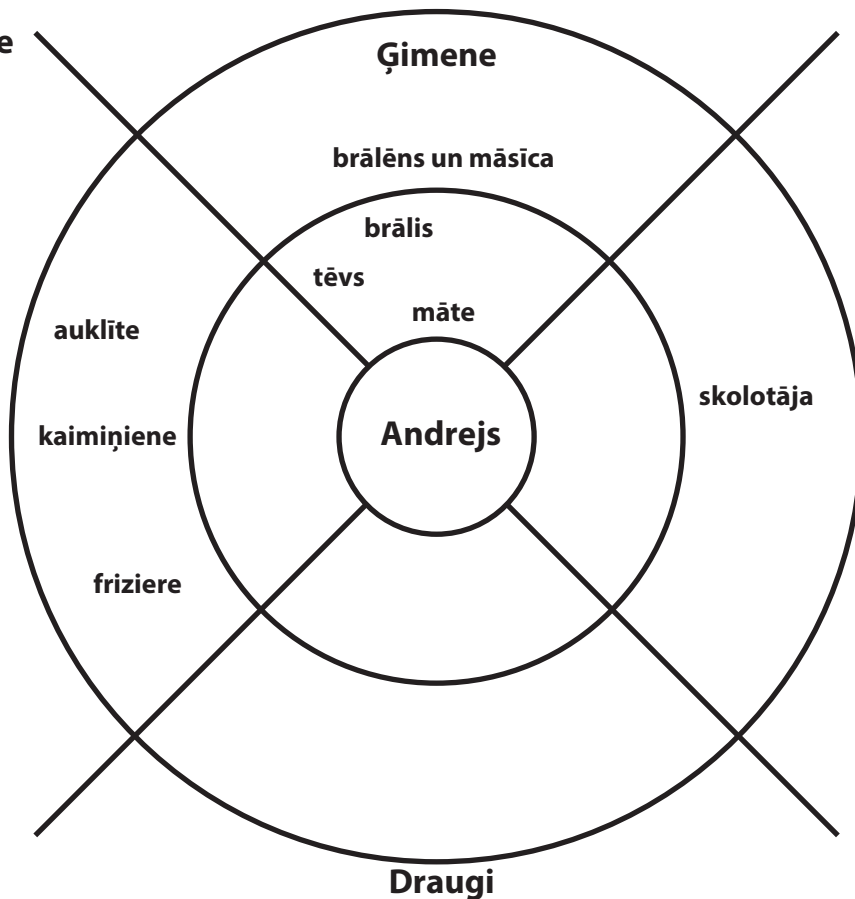 e
Ģimene
brālēns un māsīca
brālis
tēvs
māte
auklīte
skolotāja
Andrejs
kaimiņiene
friziere
Draugi